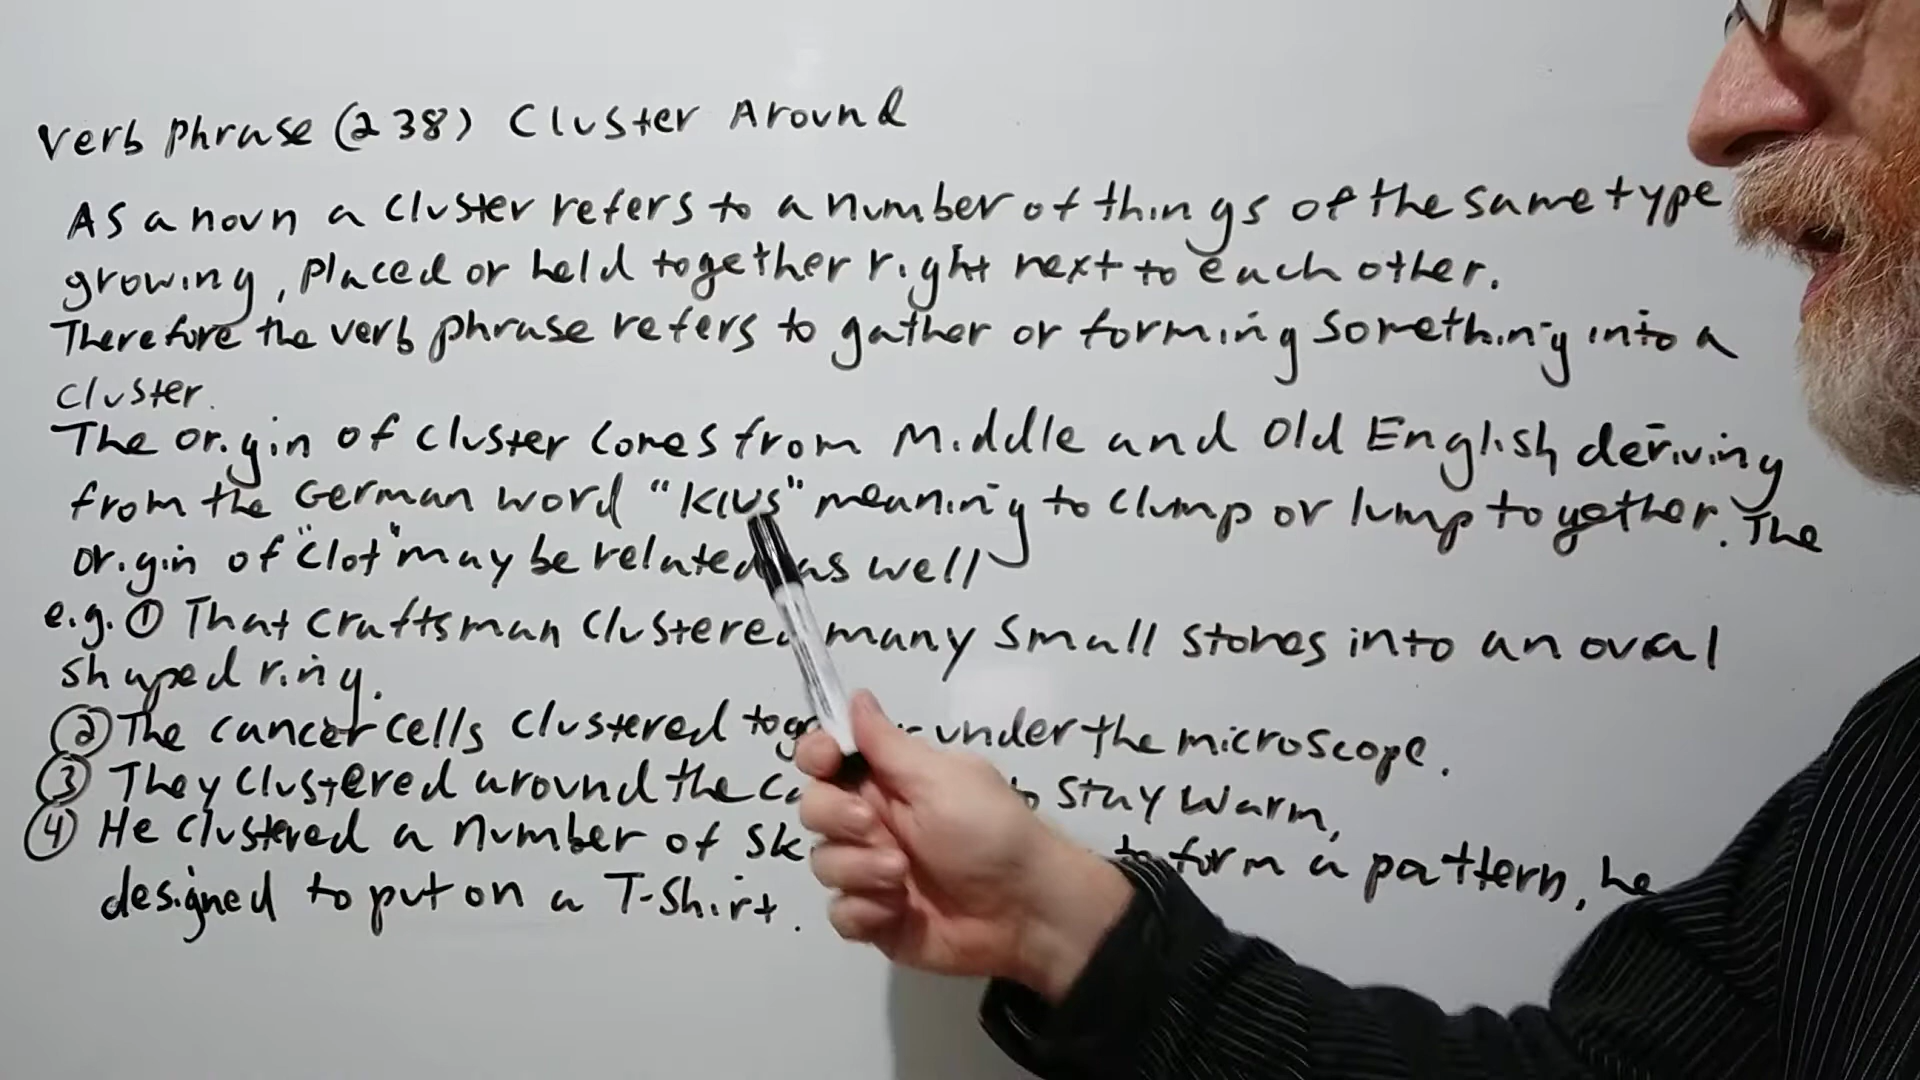 Verb Phrase (238) Cluster Around
As a noun a cluster refers to a number of things of the same type
growing, placed or held together right next to each other.
Therefore the verb phrase refers to gather or forming something into a
cluster.
The origin of cluster comes from Middle and Old English deriving
from the German word "Klus" meaning to clump or lump together. The
origin of "Clot" may be related as well
e.g. ① That craftsman clustered many small stones into an oval
shaped ring.
② The cancer cells clustered under the microscope.
③ They clustered around the stay warm,
④ He clustered a number of to form a pattern, he
designed to put on a T-Shirt.